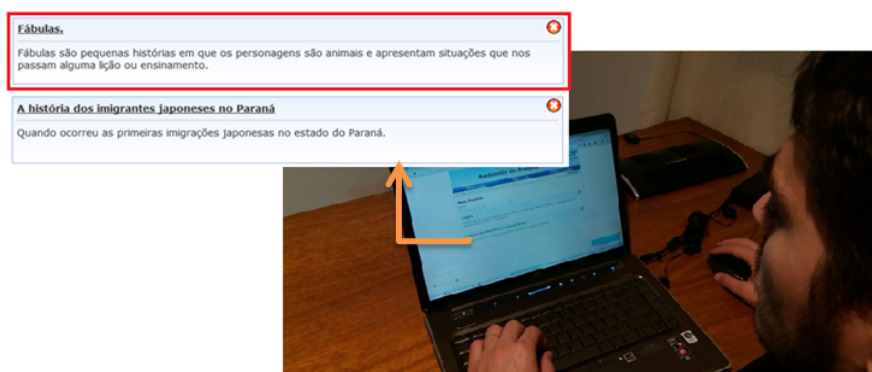 Fábulas.
Fábulas são pequenas histórias em que os personagens são animais e apresentam situações que nos
passam alguma lição ou ensinamento.
A história dos imigrantes japoneses no Paraná
Quando ocorreu as primeiras imigrações japonesas no estado do Paraná.